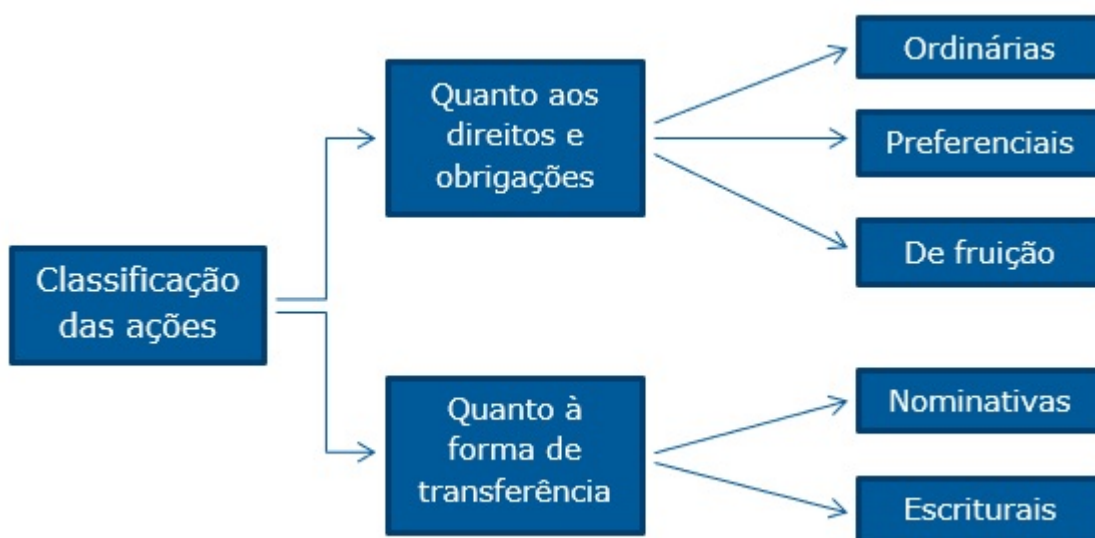 Classificação
das ações
Quanto aos
direitos e
obrigações
Ordinárias
Preferenciais
De fruição
Quanto à
forma de
transferência
Nominativas
Escriturais